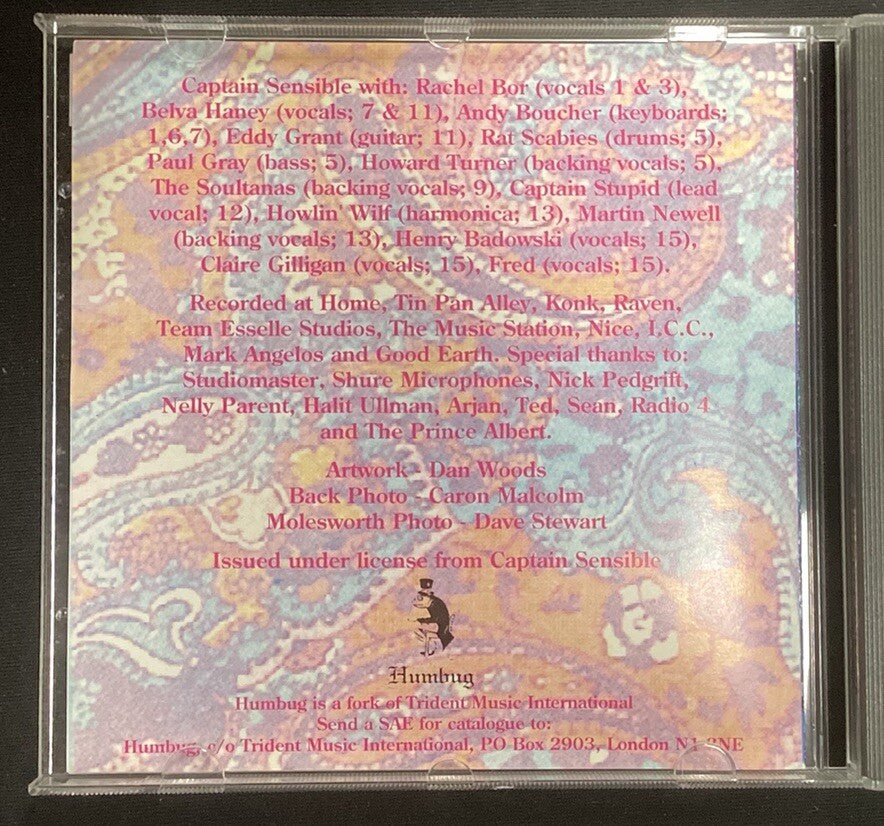 Captain Sensible with: Rachel Bor (vocals 1 & 3),
Belva Haney (vocals; 7 & 11), Andy Boucher (keyboards;
1,6,7), Eddy Grant (guitar; 11), Rat Scabies (drums; 5),
Paul Gray (bass; 5), Howard Turner (backing vocals; 5),
The Soultanas (backing vocals; 9), Captain Stupid (lead
vocal; 12), Howlin' Wilf (harmonica; 13), Martin Newell
(backing vocals; 13), Henry Badowski (vocals; 15),
Claire Gilligan (vocals; 15), Fred (vocals; 15).
Recorded at Home, Tin Pan Alley, Konk, Raven,
Team Esselle Studios, The Music Station, Nice, I.C.C.,
Mark Angelos and Good Earth. Special thanks to:
Studiomaster, Shure Microphones, Nick Pedgrift,
Nelly Parent, Halit Ullman, Arjan, Ted, Sean, Radio 4
and The Prince Albert.
Artwork - Dan Woods
Back Photo - Caron Malcolm
Molesworth Photo - Dave Stewart
Issued under license from Captain Sensible
Humbug
Humbug is a fork of Trident Music International
Send a SAE for catalogue to:
Humbug, c/o Trident Music International, PO Box 2903, London N1 3NE